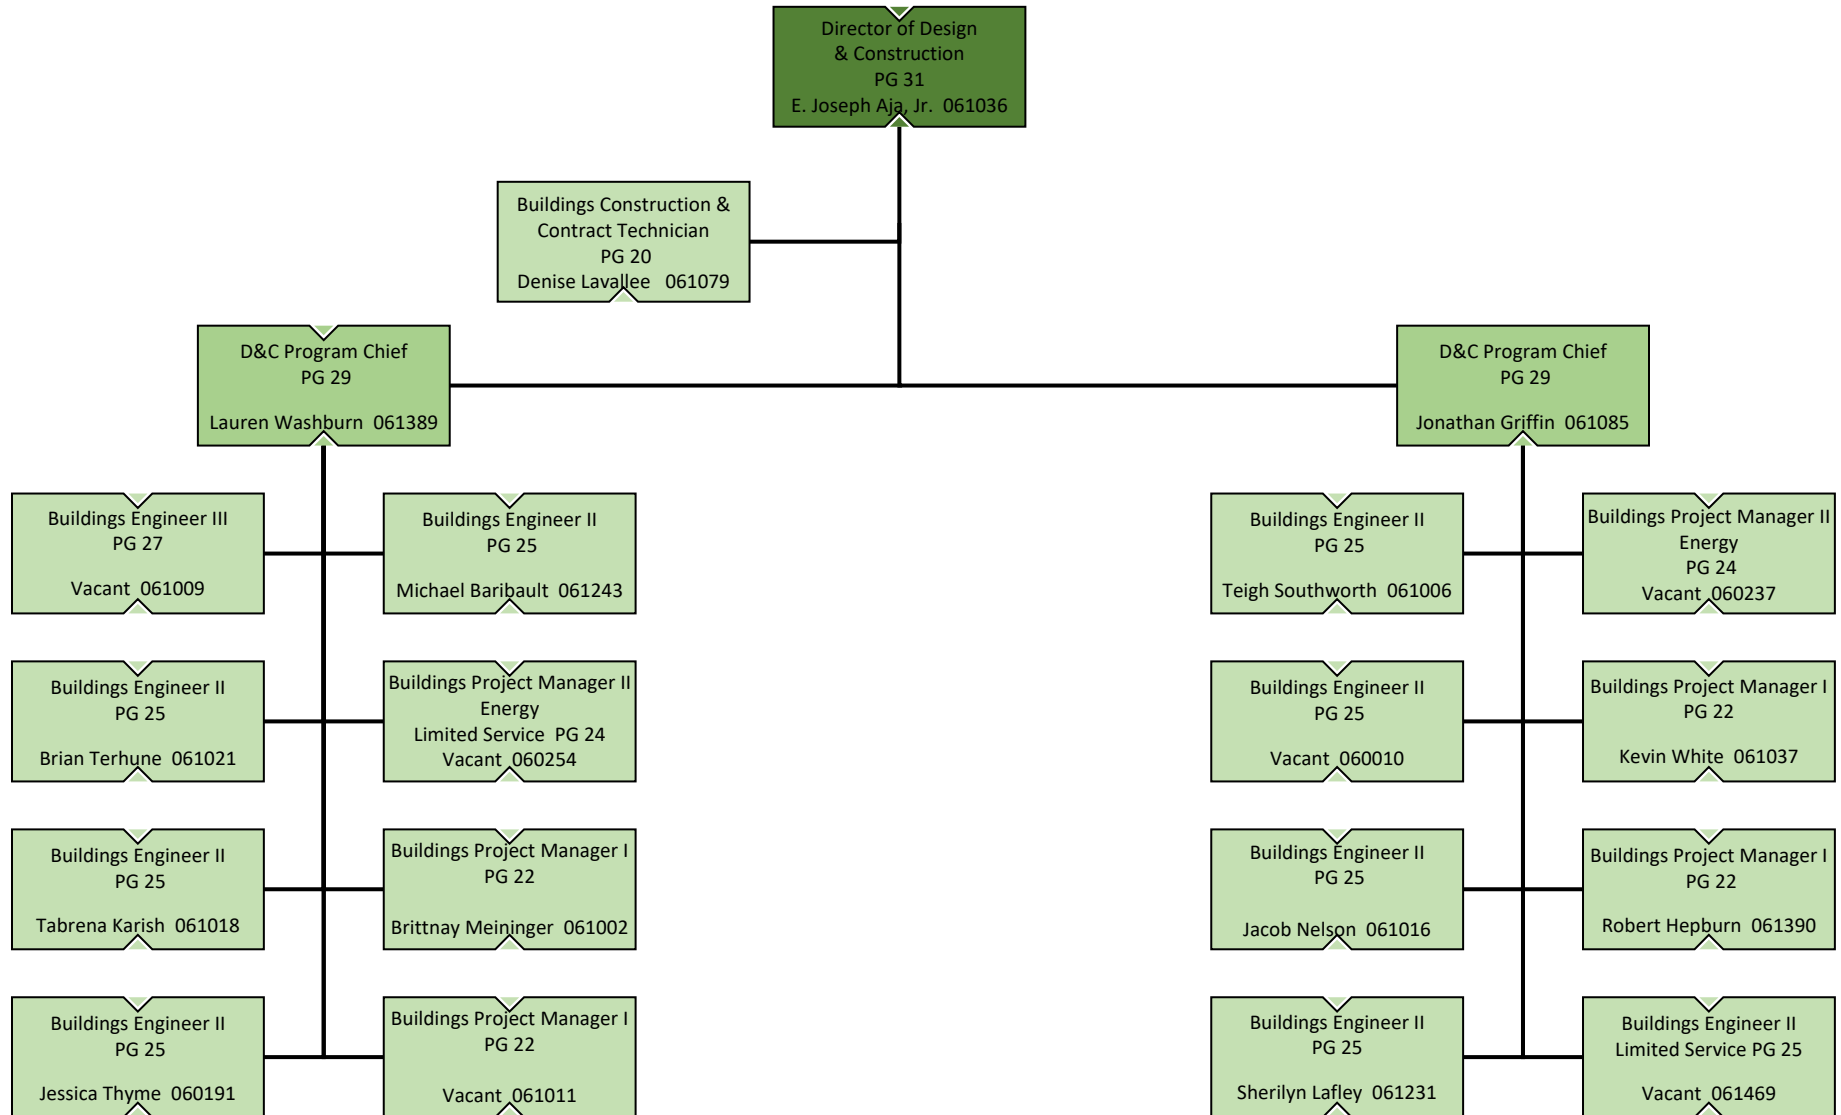 Director of Design
& Construction
PG 31
E. Joseph Aja, Jr. 061036
Buildings Construction &
Contract Technician
PG 20
Denise Lavallee 061079
D&C Program Chief
PG 29
Lauren Washburn 061389
D&C Program Chief
PG 29
Jonathan Griffin 061085
Buildings Engineer III
PG 27
Vacant 061009
Buildings Engineer II
PG 25
Michael Baribault 061243
Buildings Engineer II
PG 25
Teigh Southworth 061006
Buildings Project Manager II
Energy
PG 24
Vacant 060237
Buildings Engineer II
PG 25
Brian Terhune 061021
Buildings Project Manager II
Energy
Limited Service PG 24
Vacant 060254
Buildings Engineer II
PG 25
Vacant 060010
Buildings Project Manager I
PG 22
Kevin White 061037
Buildings Engineer II
PG 25
Tabrena Karish 061018
Buildings Project Manager I
PG 22
Brittnay Meininger 061002
Buildings Engineer II
PG 25
Jacob Nelson 061016
Buildings Project Manager I
PG 22
Robert Hepburn 061390
Buildings Engineer II
PG 25
Jessica Thyme 060191
Buildings Project Manager I
PG 22
Vacant 061011
Buildings Engineer II
PG 25
Sherilyn Lafley 061231
Buildings Engineer II
Limited Service PG 25
Vacant 061469